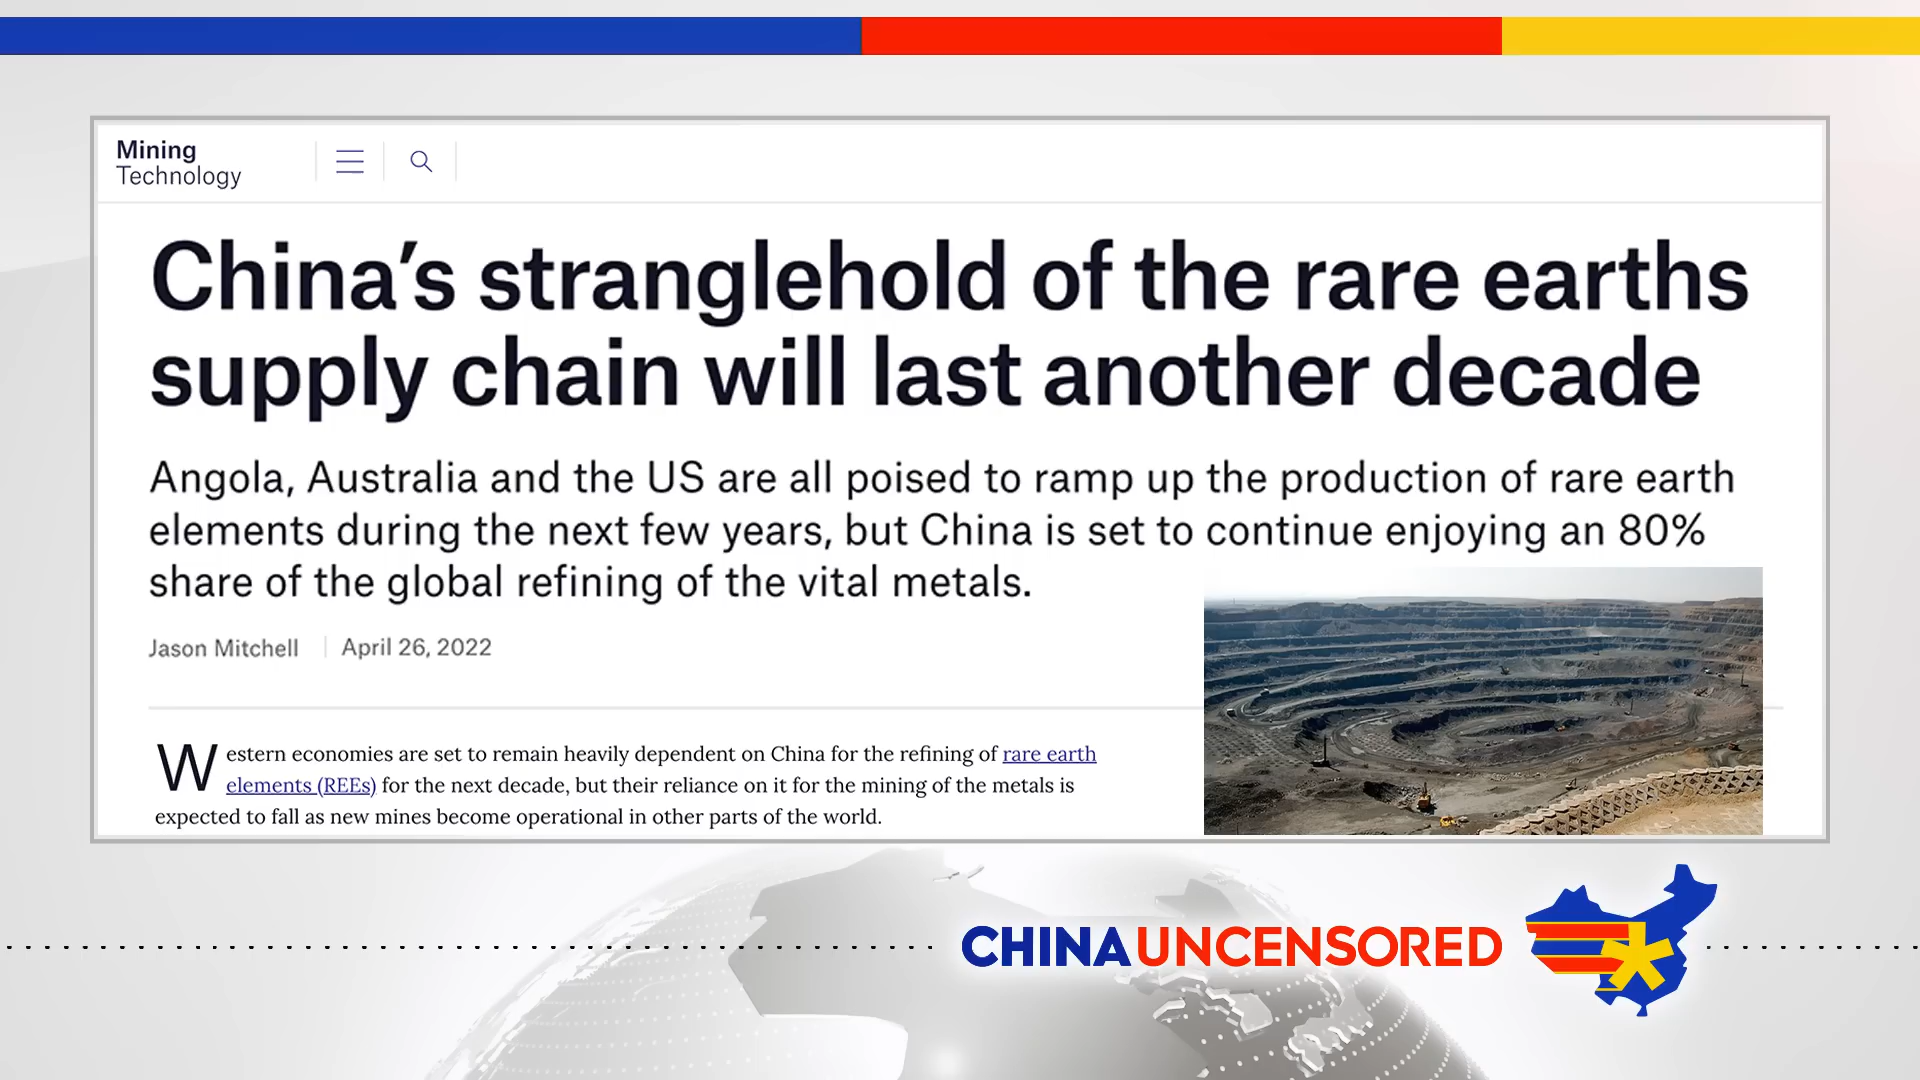 Mining
Technology
China’s stranglehold of the rare earths
supply chain will last another decade
Angola, Australia and the US are all poised to ramp up the production of rare earth
elements during the next few years, but China is set to continue enjoying an 80%
share of the global refining of the vital metals.
Jason Mitchell
April 26, 2022
Western economies are set to remain heavily dependent on China for the refining of rare earth
elements (REEs) for the next decade, but their reliance on it for the mining of the metals is
expected to fall as new mines become operational in other parts of the world.
CHINAUNCENSORED